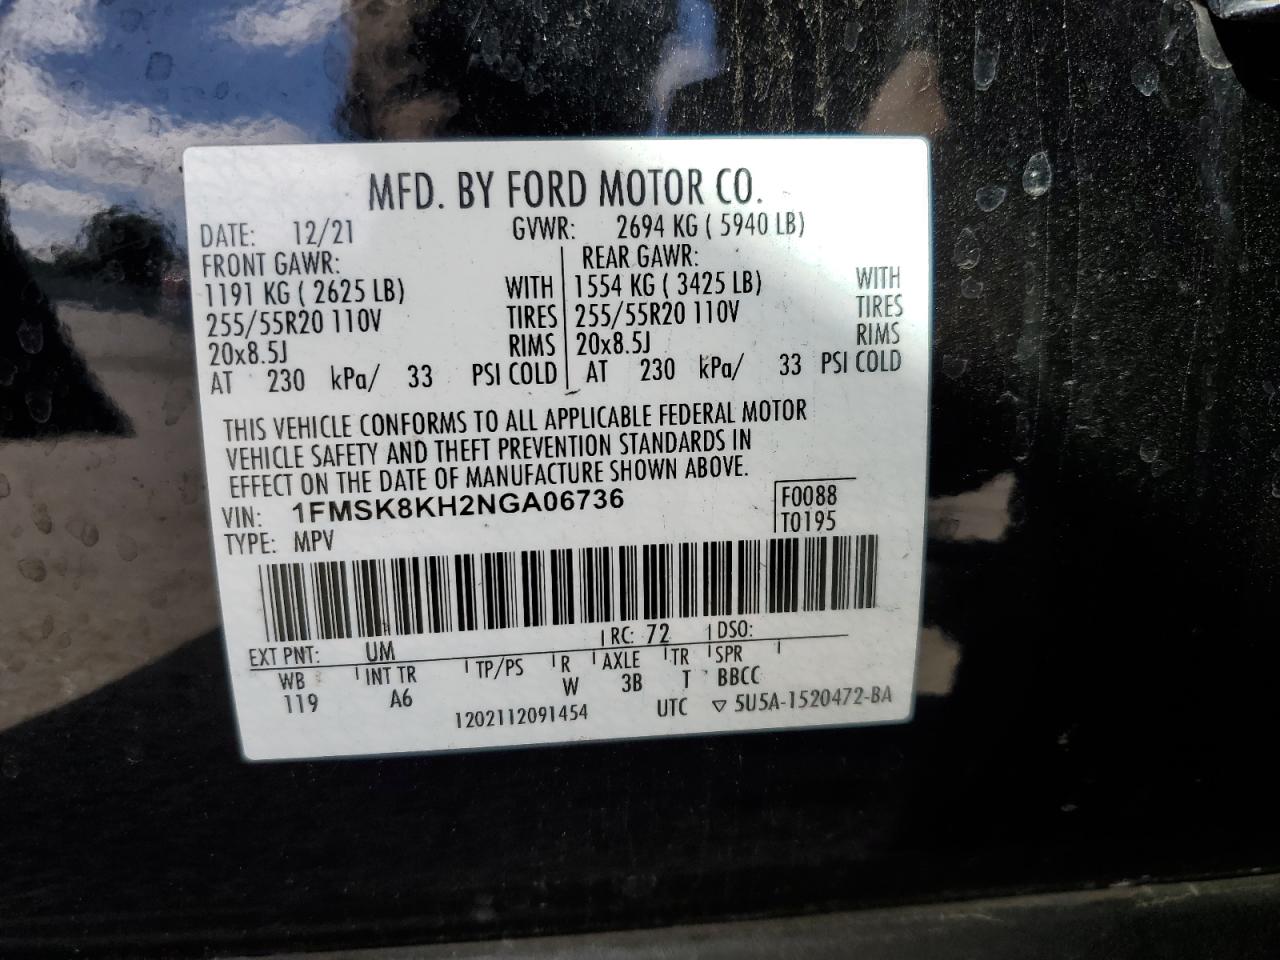 MFD. BY FORD MOTOR CO.
DATE: 12/21 GVWR: 2694 KG ( 5940 LB)
FRONT GAWR: REAR GAWR:
1191 KG ( 2625 LB) WITH 1554 KG ( 3425 LB) WITH
255/55R20 110V TIRES 255/55R20 110V TIRES
20x8.5J RIMS 20x8.5J RIMS
AT 230 kPa/ 33 PSI COLD AT 230 kPa/ 33 PSI COLD
THIS VEHICLE CONFORMS TO ALL APPLICABLE FEDERAL MOTOR
VEHICLE SAFETY AND THEFT PREVENTION STANDARDS IN
EFFECT ON THE DATE OF MANUFACTURE SHOWN ABOVE.
VIN: 1FMSK8KH2NGA06736 F0088
TYPE: MPV T0195
EXT PNT: UM RC: 72 DSO:
WB INT TR TP/PS R AXLE TR SPR
119 A6 W 3B T BBCC
1202112091454 UTC ▽ 5U5A-1520472-BA